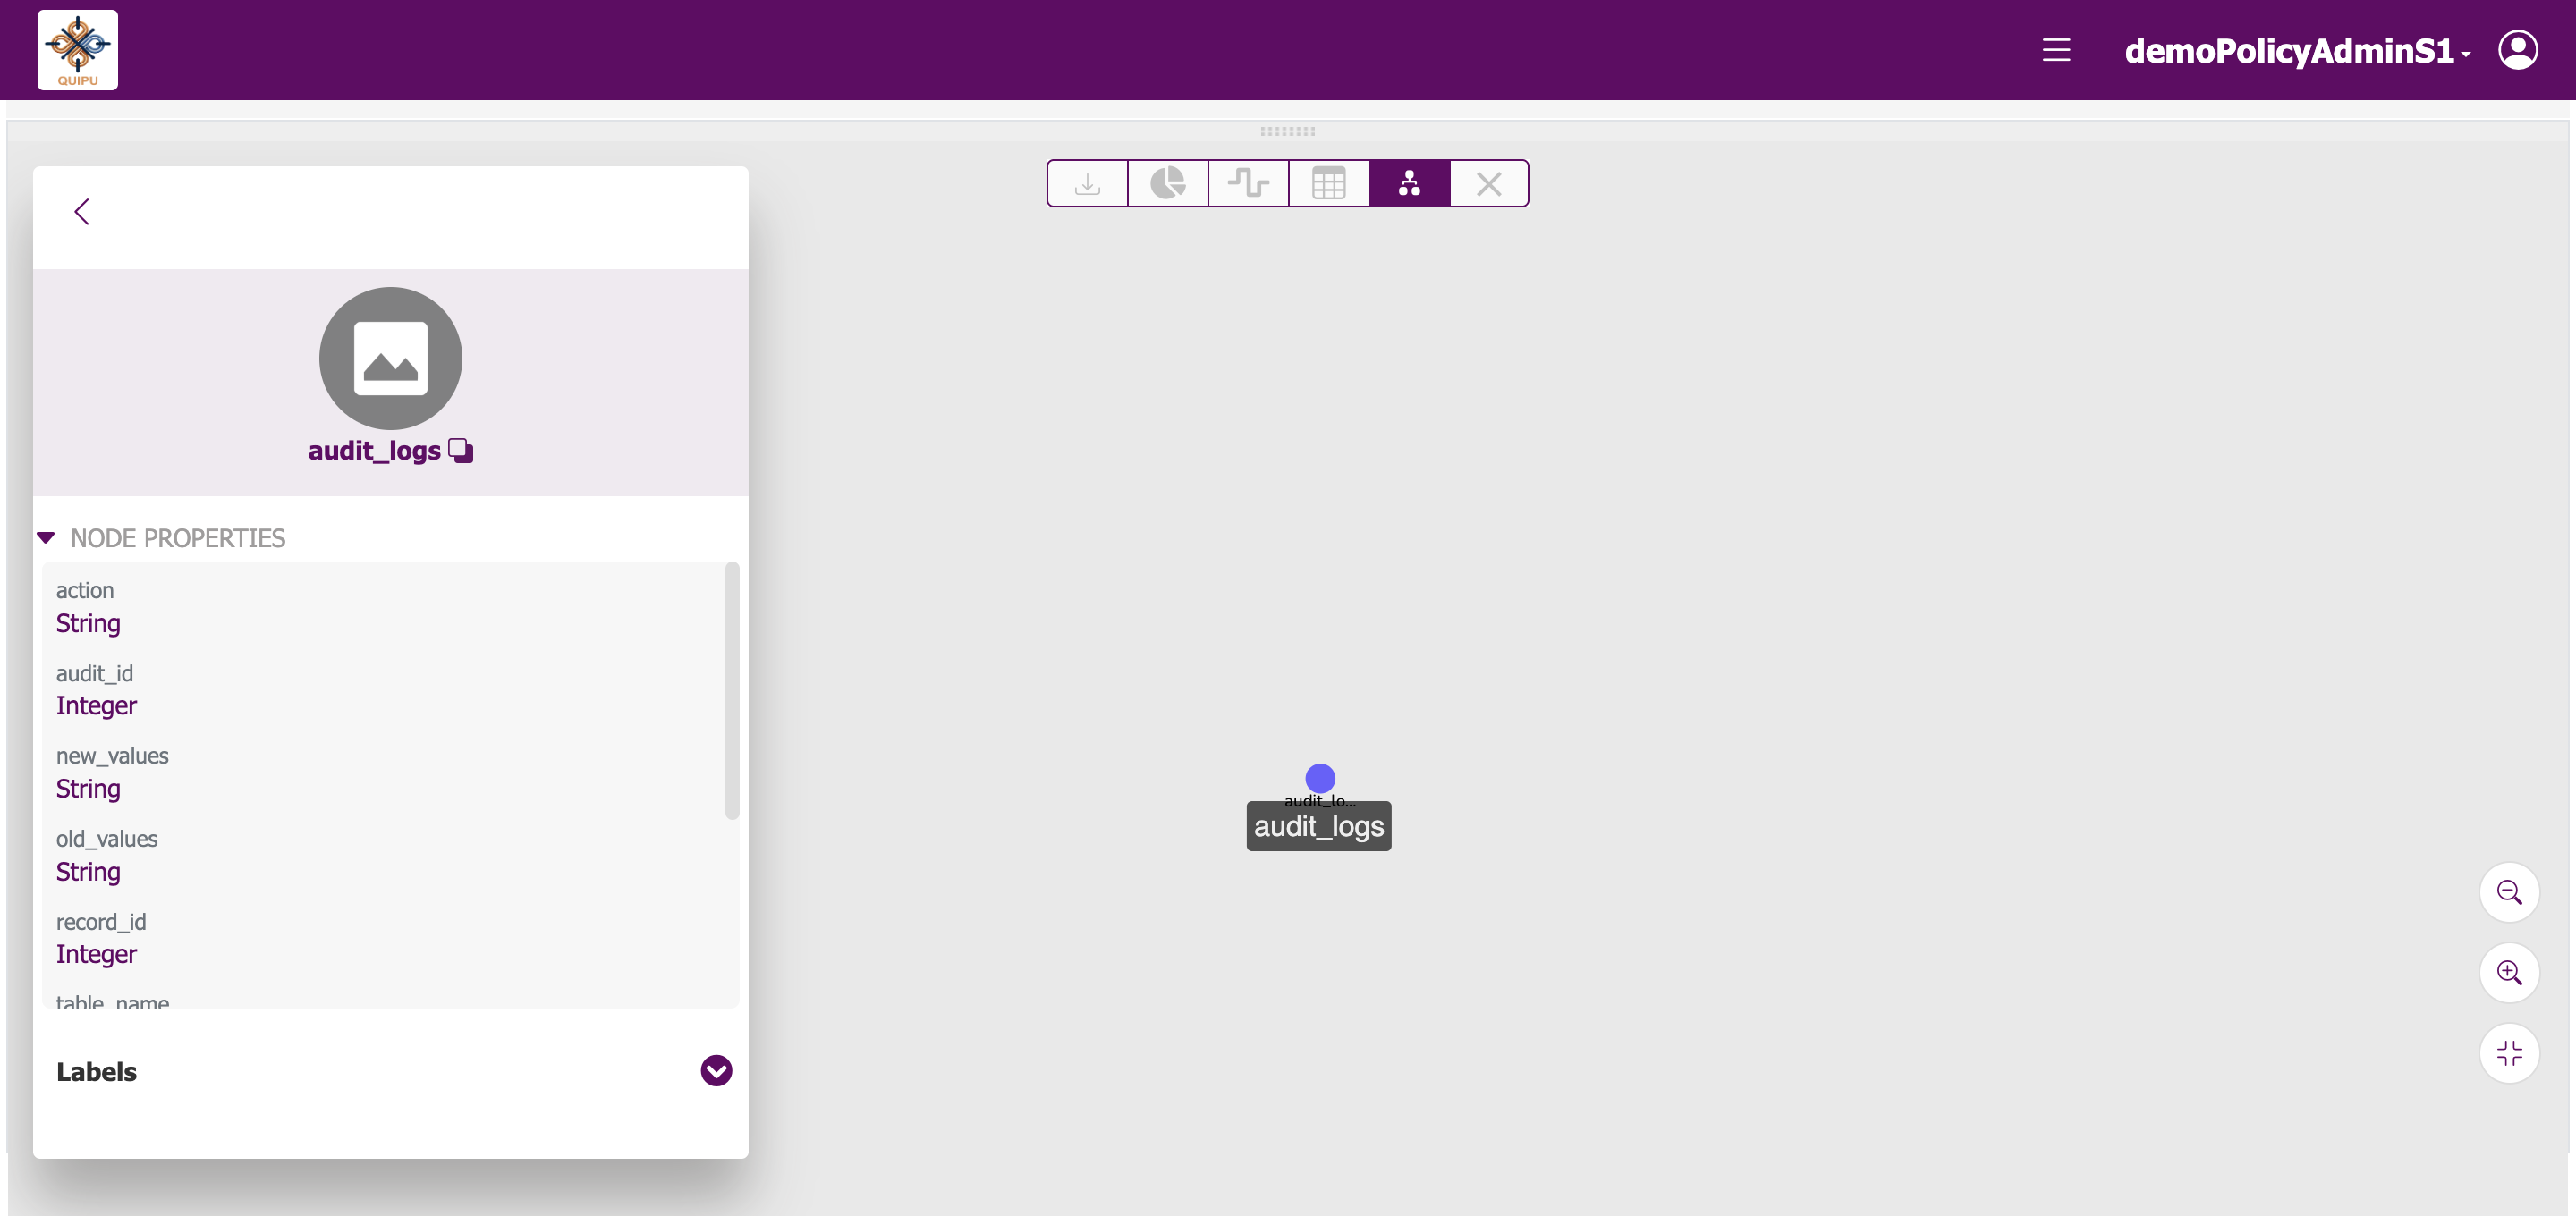 QUIPU
demoPolicyAdminS1
audit_logs
NODE PROPERTIES
action
String
audit_id
Integer
new_values
String
old_values
String
record_id
Integer
table_name
Labels
audit_lo...
audit_logs